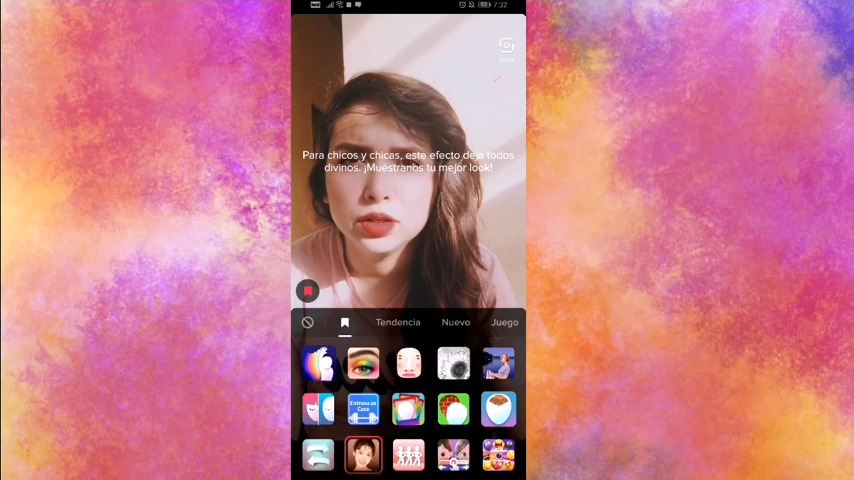 7:32
Para chicos y chicas, este efecto deja todos
divinos. ¡Muéstranos tu mejor look!
Tendencia
Nuevo
Juego
Entrena en
Casa